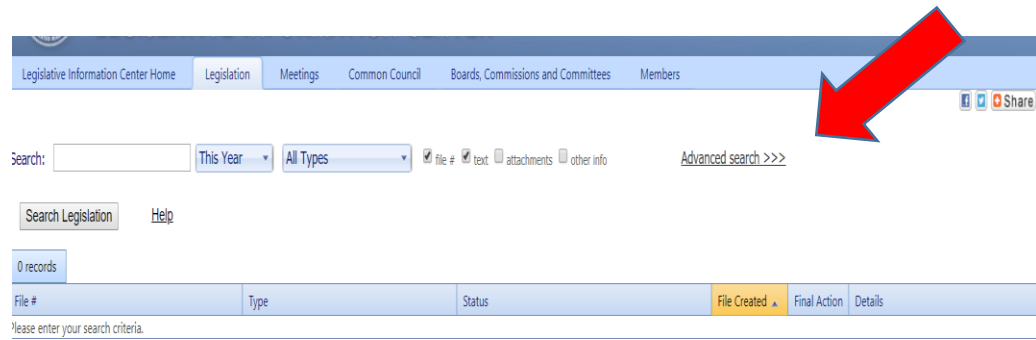 Legislative Information Center Home Legislation Meetings Common Council Boards, Commissions and Committees Members
Share
Search: This Year All Types file # text attachments other info Advanced search >>>
Search Legislation Help
0 records
File # Type Status File Created Final Action Details
Please enter your search criteria.